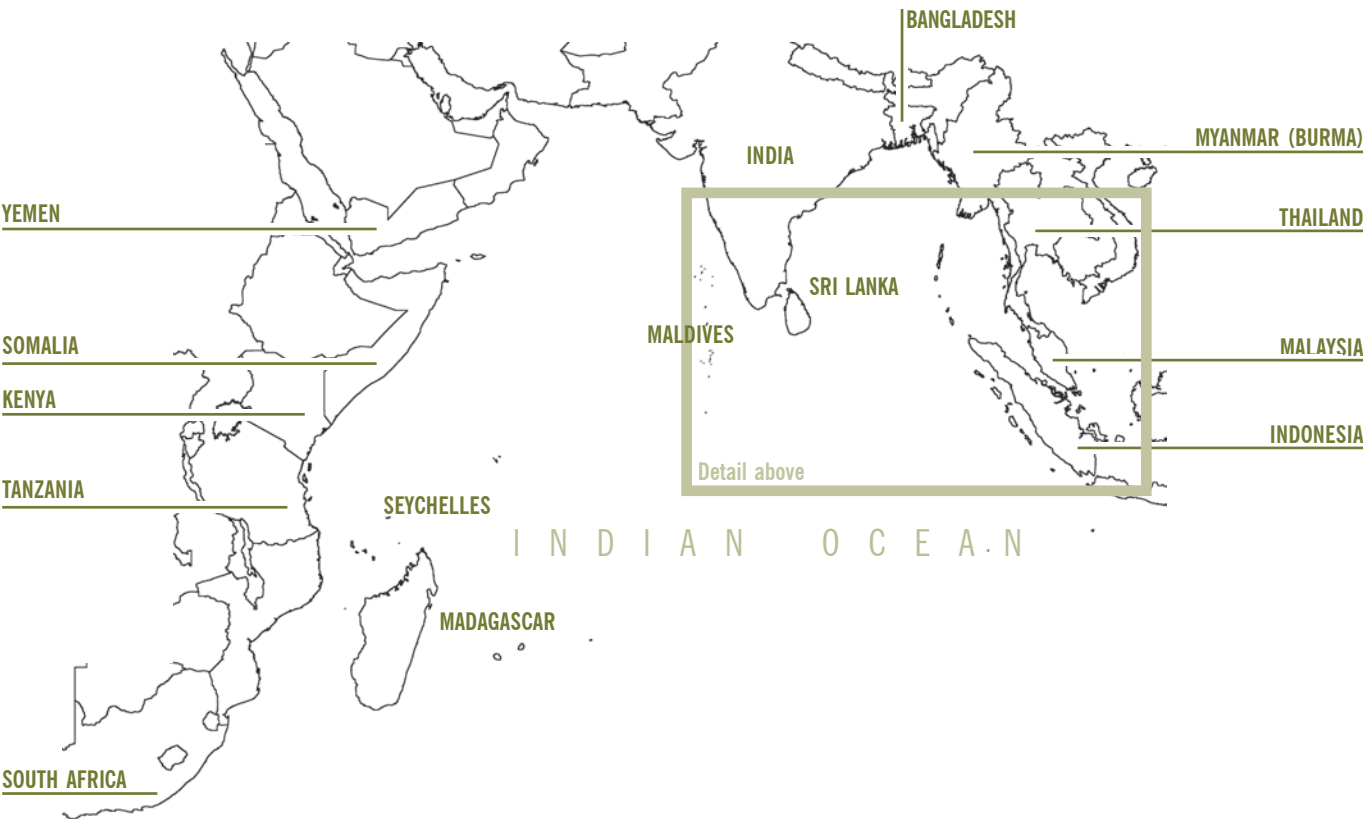 BANGLADESH
MYANMAR (BURMA)
INDIA
YEMEN
THAILAND
SRI LANKA
MALDIVES
SOMALIA
MALAYSIA
KENYA
INDONESIA
Detail above
TANZANIA
SEYCHELLES
INDIAN OCEAN
MADAGASCAR
SOUTH AFRICA